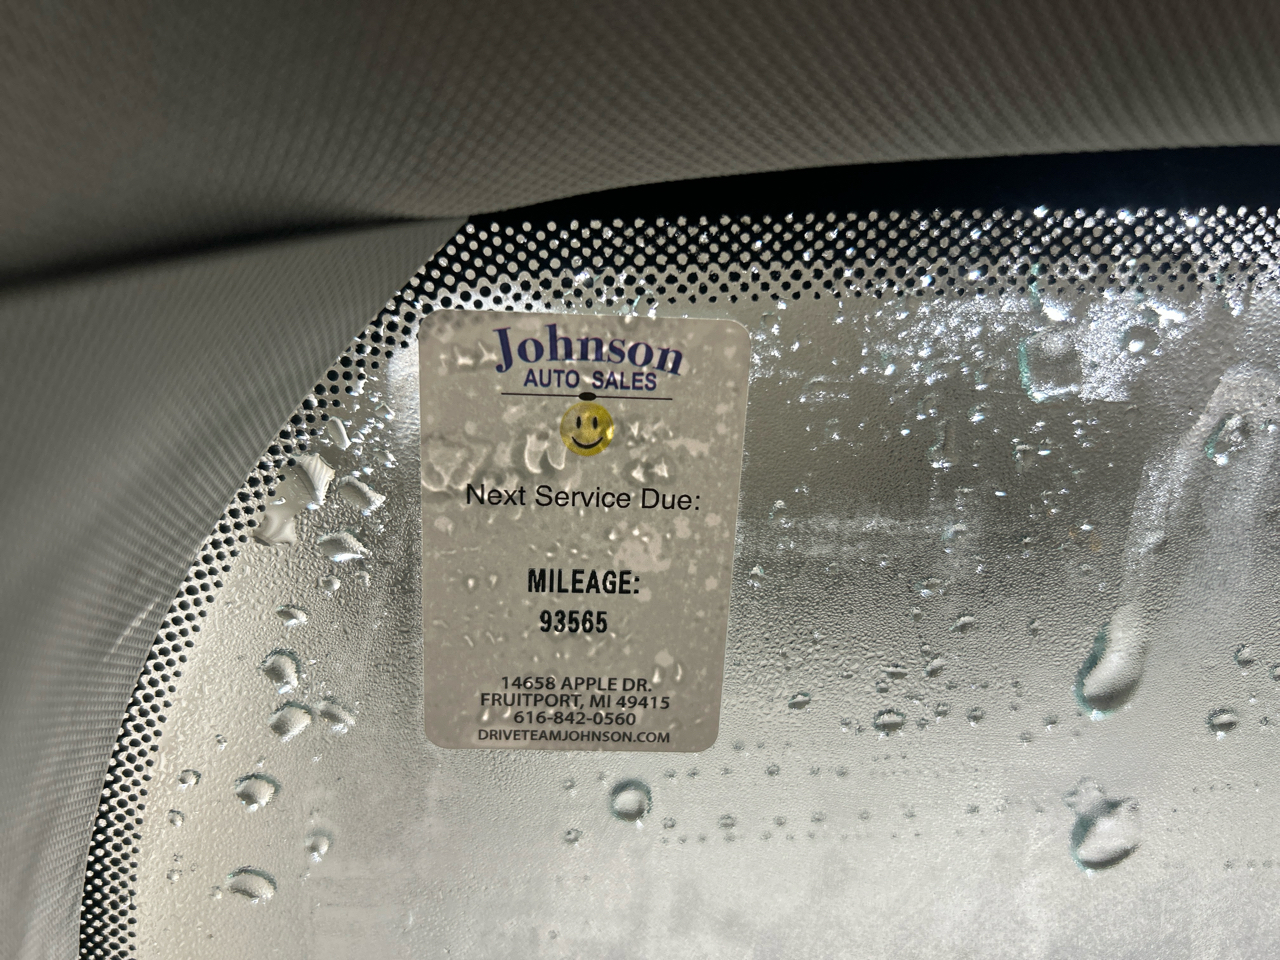 Johnson
AUTO SALES
Next Service Due:
MILEAGE:
93565
14658 APPLE DR.
FRUITPORT, MI 49415
616-842-0560
DRIVETEAMJOHNSON.COM